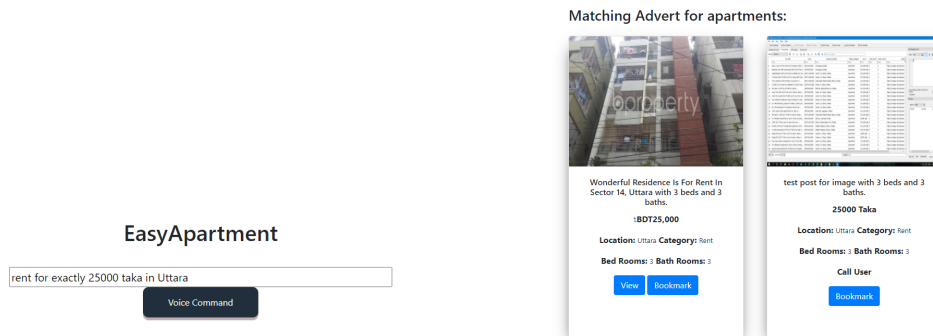 Matching Advert for apartments:
EasyApartment
rent for exactly 25000 taka in Uttara
Voice Command
bproperty
Wonderful Residence Is For Rent In
Sector 14, Uttara with 3 beds and 3
baths.
BDT25,000
Location: Uttara Category: Rent
Bed Rooms: 3 Bath Rooms: 3
View
Bookmark
test post for image with 3 beds and 3
baths.
25000 Taka
Location: Uttara Category: Rent
Bed Rooms: 3 Bath Rooms: 3
Call User
Bookmark